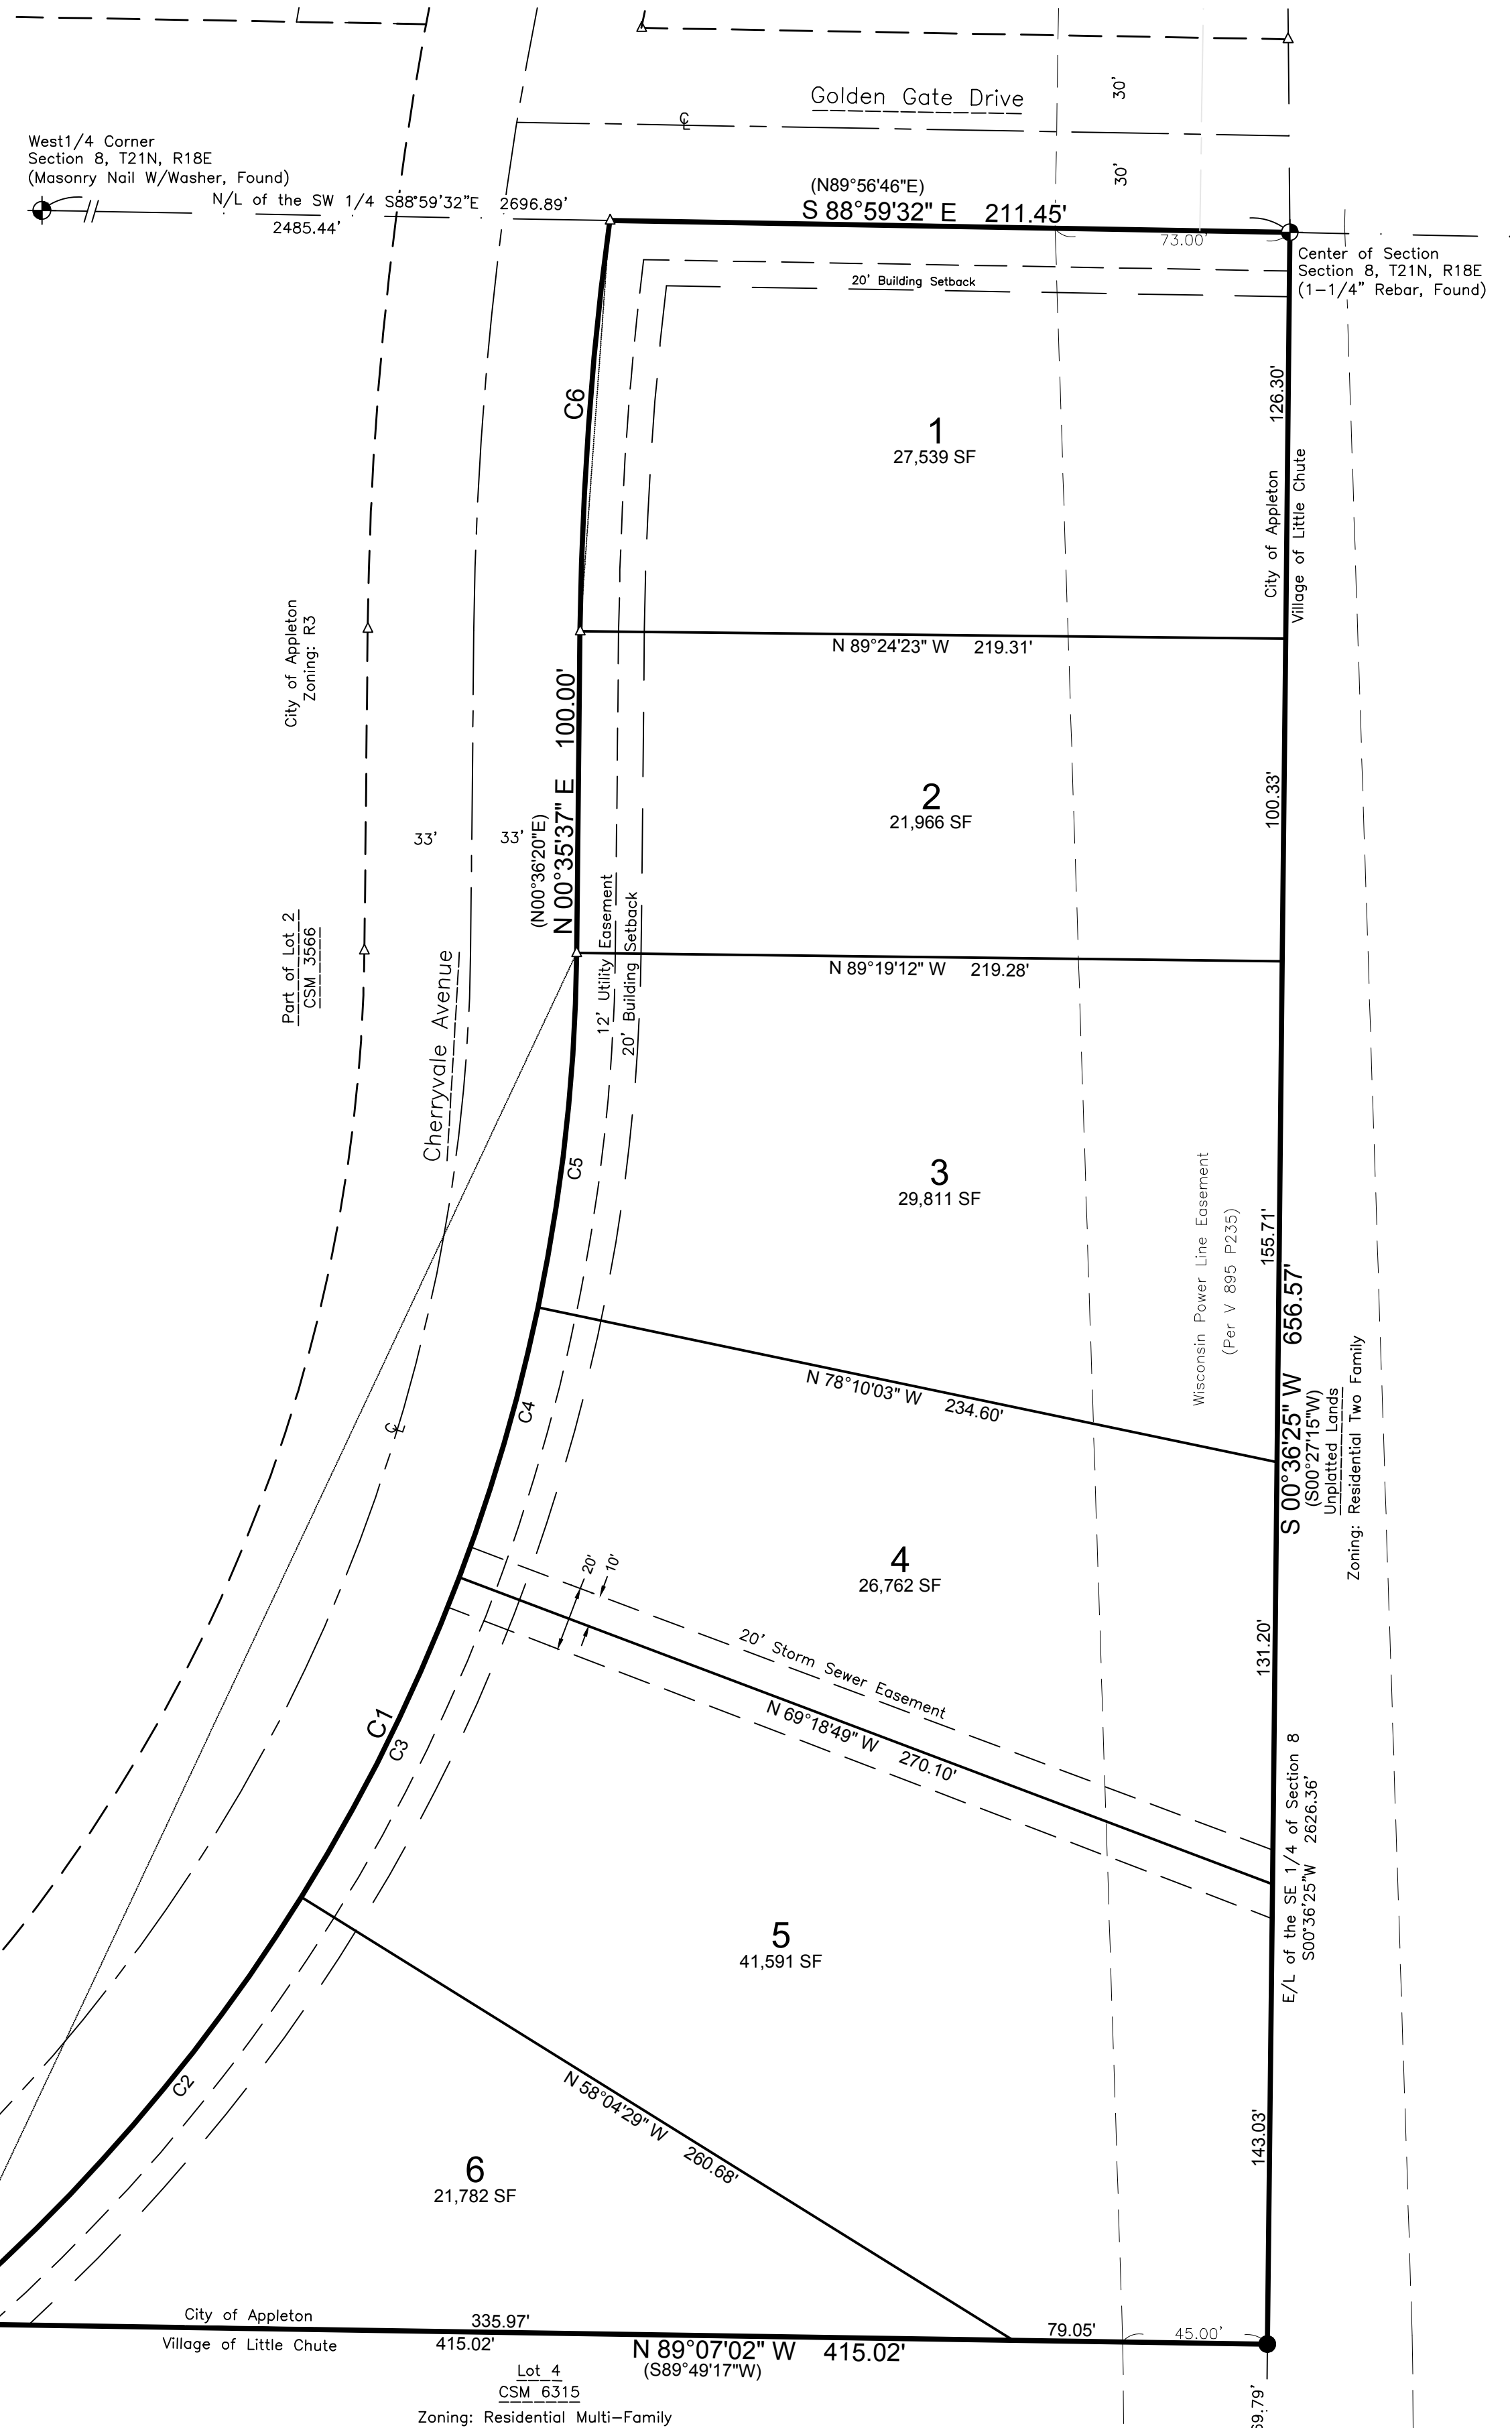 Golden Gate Drive
30'
30'
℄
West1/4 Corner
Section 8, T21N, R18E
(Masonry Nail W/Washer, Found)
N/L of the SW 1/4 S88°59'32"E 2696.89'
2485.44'
(N89°56'46"E)
S 88°59'32" E 211.45'
73.00'
Center of Section
Section 8, T21N, R18E
(1-1/4" Rebar, Found)
20' Building Setback
C6
1
27,539 SF
126.30'
City of Appleton
Village of Little Chute
City of Appleton
Zoning: R3
N 89°24'23" W 219.31'
N 00°35'37" E 100.00'
(N00°36'20"E)
33'
33'
2
21,966 SF
100.33'
12' Utility Easement
20' Building Setback
Part of Lot 2
CSM 3566
Cherryvale Avenue
N 89°19'12" W 219.28'
C5
3
29,811 SF
155.71'
Wisconsin Power Line Easement
(Per V 895 P235)
S 00°36'25" W 656.57'
(S00°27'15"W)
Unplatted Lands
Zoning: Residential Two Family
N 78°10'03" W 234.60'
C4
℄
4
26,762 SF
20'
10'
131.20'
20' Storm Sewer Easement
N 69°18'49" W 270.10'
C1
C3
E/L of the SE 1/4 of Section 8
S00°36'25"W 2626.36'
5
41,591 SF
C2
N 58°04'29" W 260.68'
143.03'
6
21,782 SF
City of Appleton
335.97'
79.05'
45.00'
Village of Little Chute
415.02'
N 89°07'02" W 415.02'
(S89°49'17"W)
Lot 4
CSM 6315
Zoning: Residential Multi-Family
69.79'